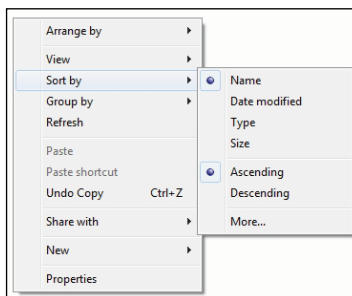 Arrange by
View
Sort by
Group by
Refresh
Paste
Paste shortcut
Undo Copy Ctrl+Z
Share with
New
Properties
Name
Date modified
Type
Size
Ascending
Descending
More...